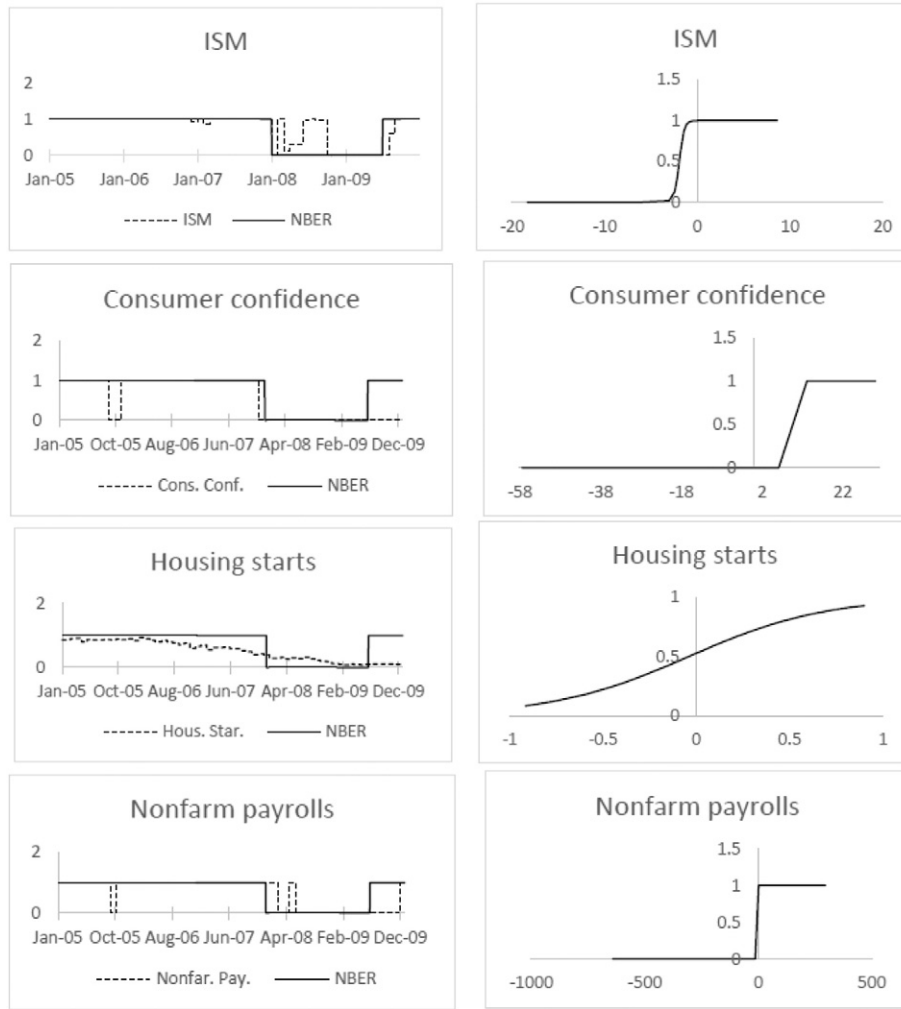 ISM
2
1
0
Jan-05 Jan-06 Jan-07 Jan-08 Jan-09
ISM NBER
ISM
1.5
1
0.5
0
-20 -10 0 10 20
Consumer confidence
2
1
0
Jan-05 Oct-05 Aug-06 Jun-07 Apr-08 Feb-09 Dec-09
Cons. Conf. NBER
Consumer confidence
1.5
1
0.5
0
-58 -38 -18 2 22
Housing starts
2
1
0
Jan-05 Oct-05 Aug-06 Jun-07 Apr-08 Feb-09 Dec-09
Hous. Star. NBER
Housing starts
1
0.5
0
-1 -0.5 0 0.5 1
Nonfarm payrolls
2
1
0
Jan-05 Oct-05 Aug-06 Jun-07 Apr-08 Feb-09 Dec-09
Nonfar. Pay. NBER
Nonfarm payrolls
1.5
1
0.5
0
-1000 -500 0 500